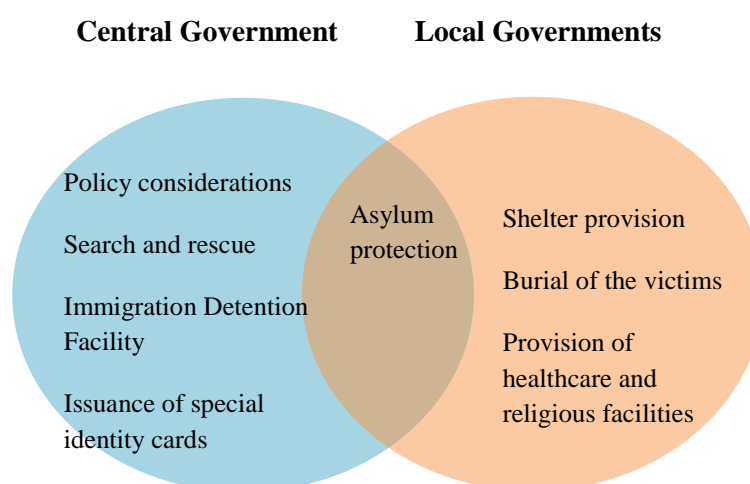 Central Government
Local Governments
Policy considerations
Search and rescue
Immigration Detention
Facility
Issuance of special
identity cards
Asylum
protection
Shelter provision
Burial of the victims
Provision of
healthcare and
religious facilities